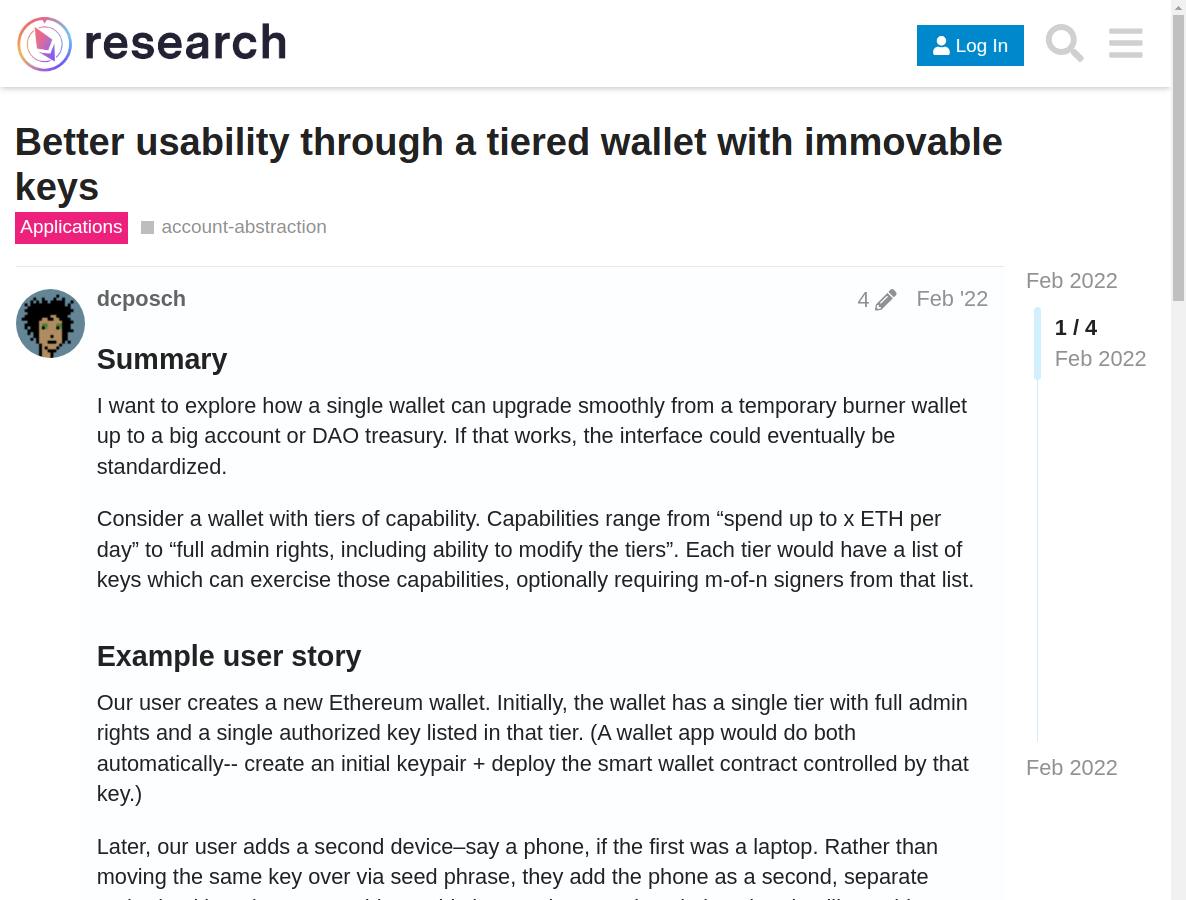 research
Log In
Better usability through a tiered wallet with immovable
keys
Applications
account-abstraction
dcposch
4
Feb '22
Feb 2022
1 / 4
Feb 2022
Summary
I want to explore how a single wallet can upgrade smoothly from a temporary burner wallet
up to a big account or DAO treasury. If that works, the interface could eventually be
standardized.
Consider a wallet with tiers of capability. Capabilities range from “spend up to x ETH per
day” to “full admin rights, including ability to modify the tiers”. Each tier would have a list of
keys which can exercise those capabilities, optionally requiring m-of-n signers from that list.
Example user story
Our user creates a new Ethereum wallet. Initially, the wallet has a single tier with full admin
rights and a single authorized key listed in that tier. (A wallet app would do both
automatically-- create an initial keypair + deploy the smart wallet contract controlled by that
key.)
Feb 2022
Later, our user adds a second device–say a phone, if the first was a laptop. Rather than
moving the same key over via seed phrase, they add the phone as a second, separate